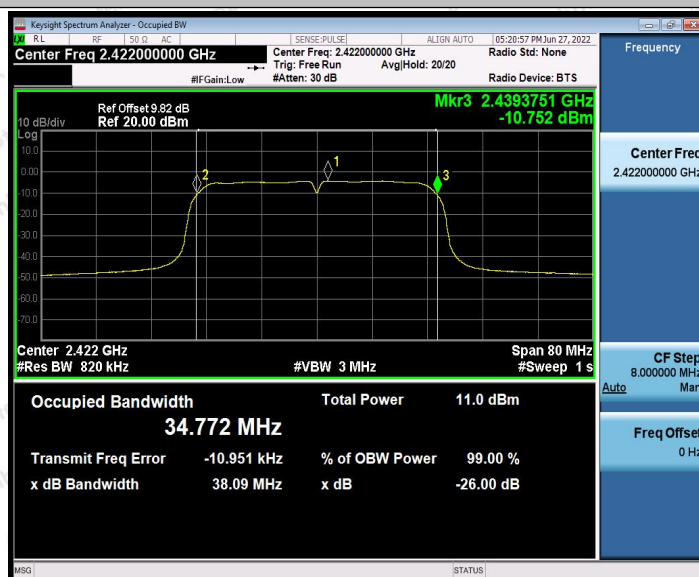 Keysight Spectrum Analyzer - Occupied BW
LXI RL RF 50 Ω AC SENSE:PULSE ALIGN AUTO 05:20:57 PM Jun 27, 2022
Center Freq 2.422000000 GHz
Center Freq: 2.422000000 GHz
Radio Std: None
Trig: Free Run Avg|Hold: 20/20
#IFGain:Low
#Atten: 30 dB
Radio Device: BTS
Ref Offset 9.82 dB
Mkr3 2.4393751 GHz
10 dB/div
Ref 20.00 dBm
-10.752 dBm
Log
10.0
0.00
-10.0
-20.0
-30.0
-40.0
-50.0
-60.0
-70.0
2
1
3
Center 2.422 GHz
Span 80 MHz
#Res BW 820 kHz
#VBW 3 MHz
#Sweep 1 s
Occupied Bandwidth
Total Power 11.0 dBm
34.772 MHz
Transmit Freq Error -10.951 kHz
% of OBW Power 99.00 %
x dB Bandwidth 38.09 MHz
x dB -26.00 dB
MSG
STATUS
Frequency
Center Freq
2.422000000 GHz
CF Step
8.000000 MHz
Auto Man
Freq Offset
0 Hz